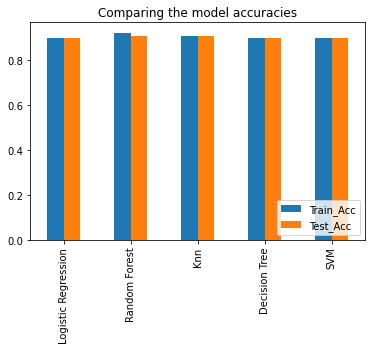 Comparing the model accuracies
0.8
0.6
0.4
0.2
0.0
Train_Acc
Test_Acc
Logistic Regression
Random Forest
Knn
Decision Tree
SVM